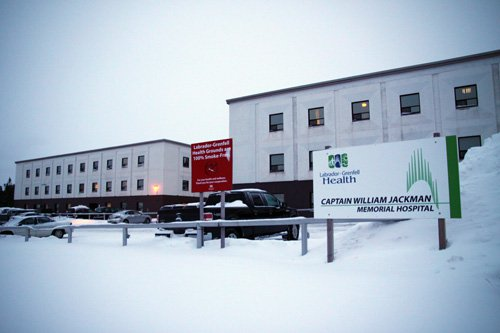 Labrador-Grenfell
Health Grounds are
100% Smoke-Free
Labrador-Grenfell
Health
CAPTAIN WILLIAM JACKMAN
MEMORIAL HOSPITAL